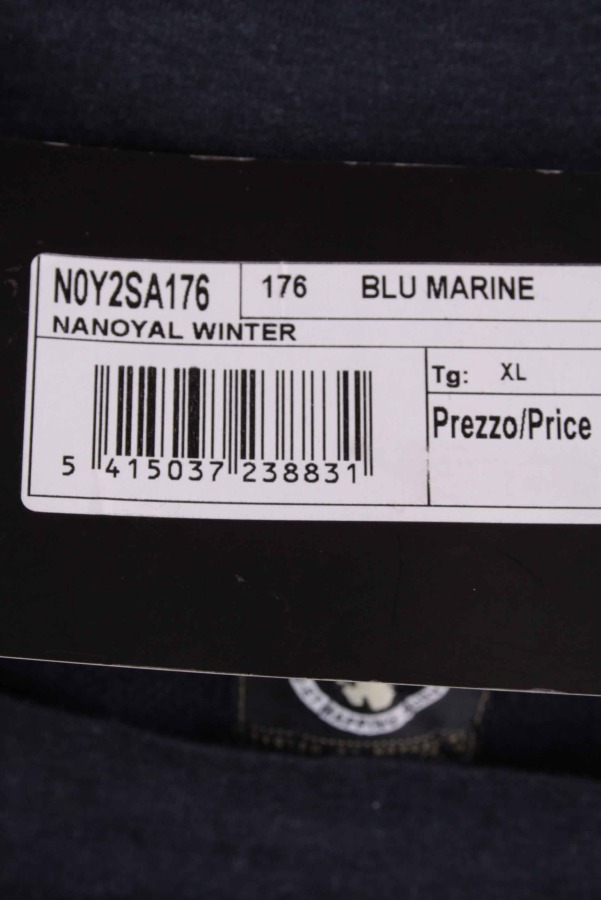 N0Y2SA176
176 BLU MARINE
NANOYAL WINTER
Tg: XL
Prezzo/Price
5 415037 238831